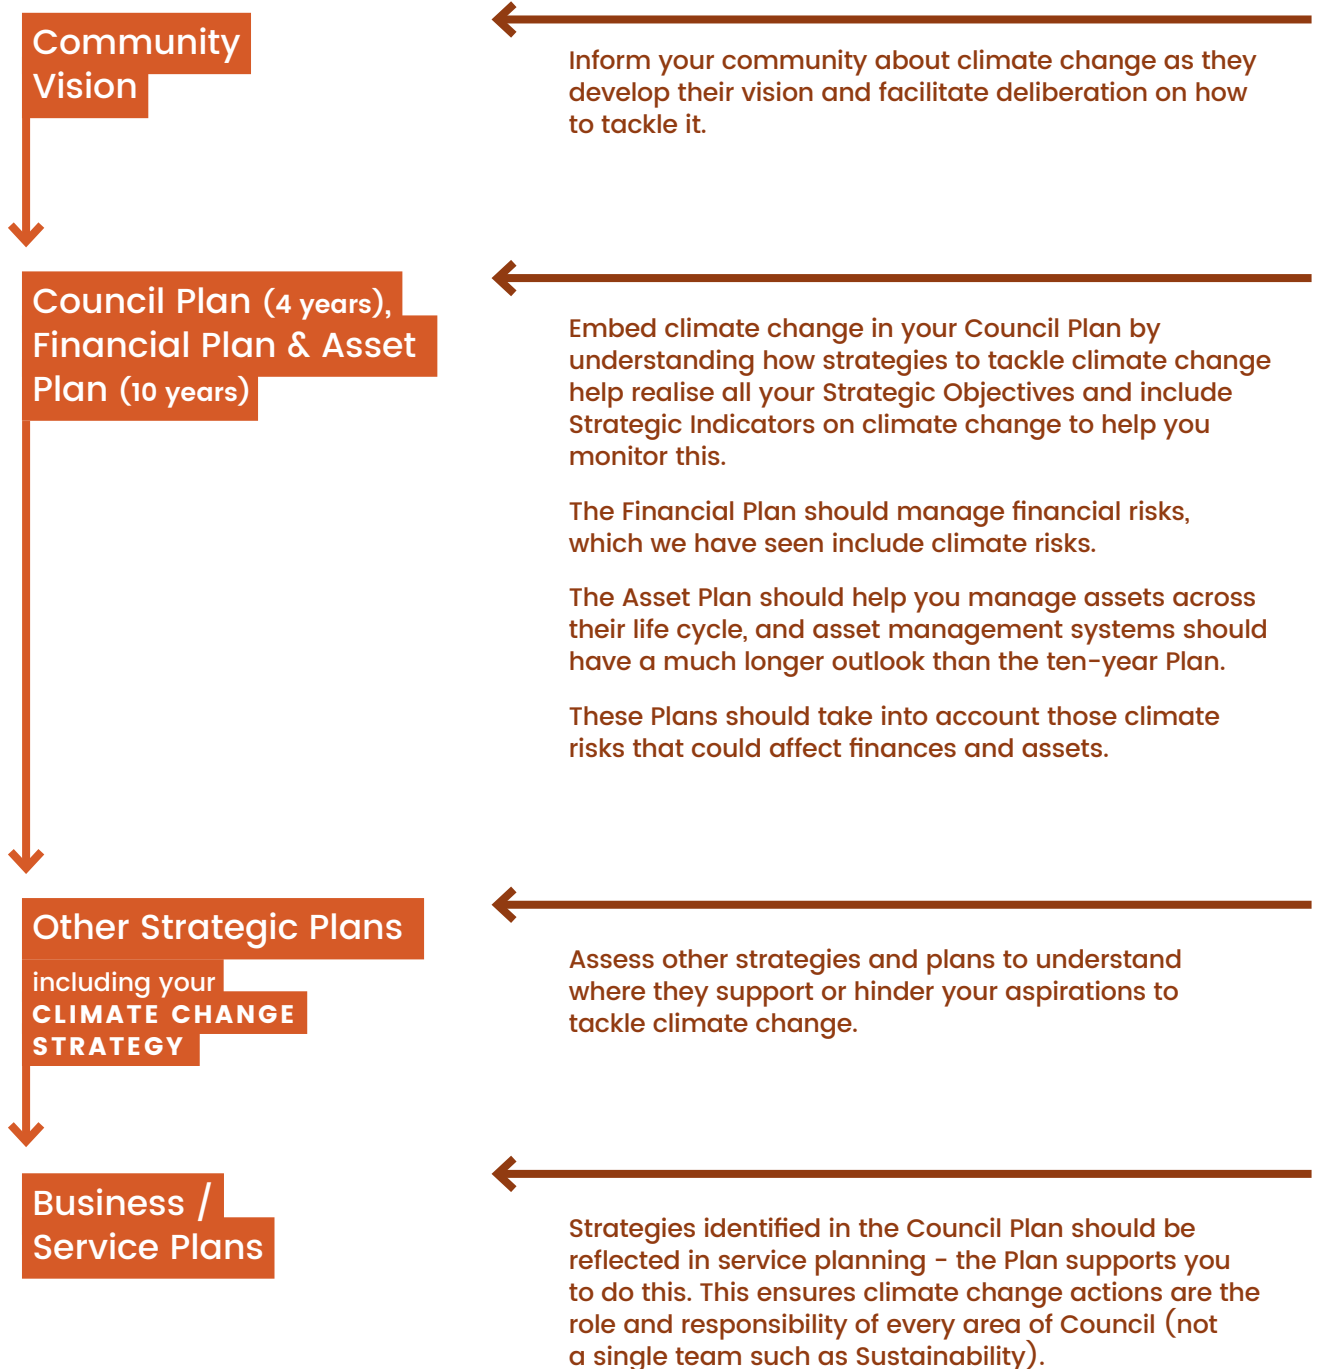 Community
Vision
Inform your community about climate change as they
develop their vision and facilitate deliberation on how
to tackle it.
Council Plan (4 years),
Financial Plan & Asset
Plan (10 years)
Embed climate change in your Council Plan by
understanding how strategies to tackle climate change
help realise all your Strategic Objectives and include
Strategic Indicators on climate change to help you
monitor this.
The Financial Plan should manage financial risks,
which we have seen include climate risks.
The Asset Plan should help you manage assets across
their life cycle, and asset management systems should
have a much longer outlook than the ten-year Plan.
These Plans should take into account those climate
risks that could affect finances and assets.
Other Strategic Plans
including your
CLIMATE CHANGE
STRATEGY
Assess other strategies and plans to understand
where they support or hinder your aspirations to
tackle climate change.
Business /
Service Plans
Strategies identified in the Council Plan should be
reflected in service planning - the Plan supports you
to do this. This ensures climate change actions are the
role and responsibility of every area of Council (not
a single team such as Sustainability).